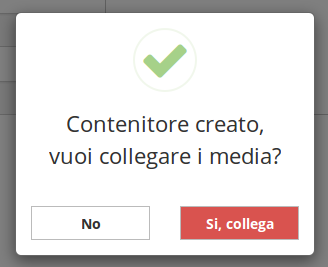 Contenitore creato,
vuoi collegare i media?
No
Si, collega